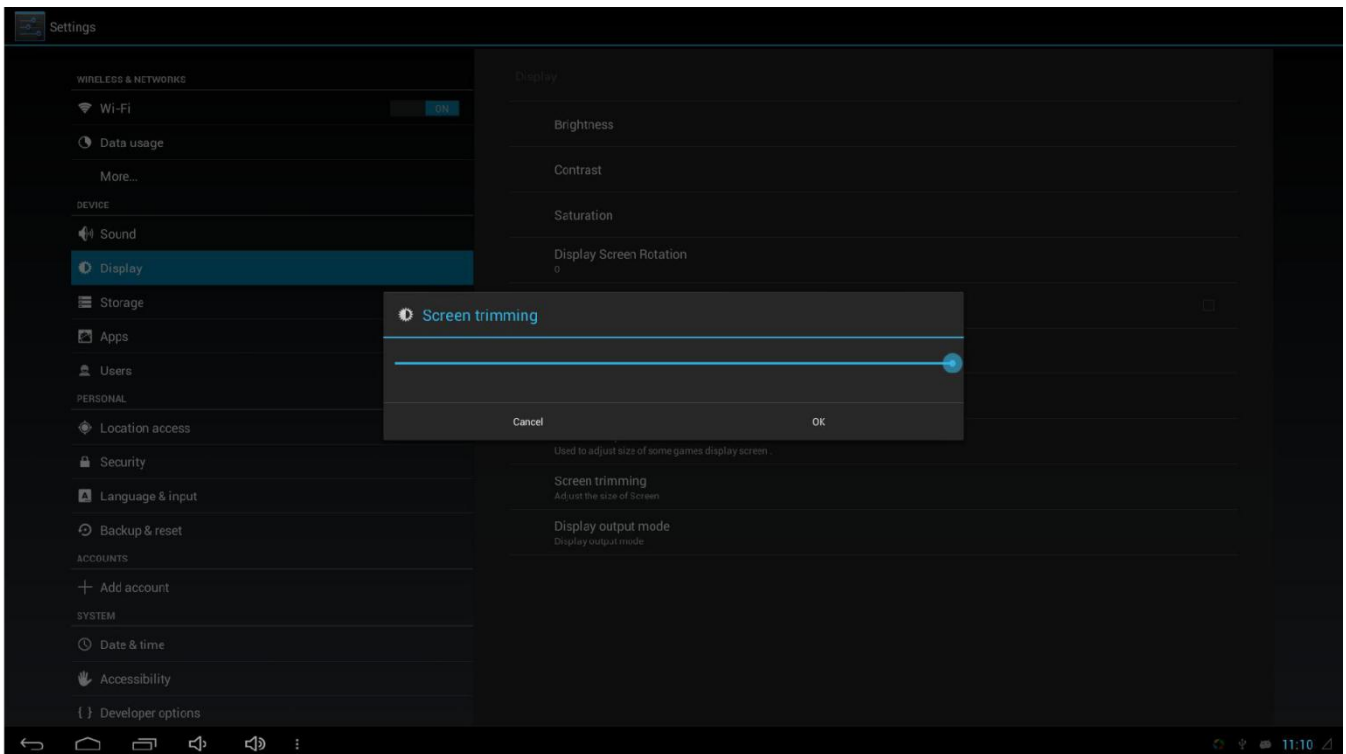 Settings
WIRELESS & NETWORKS
Wi-Fi
ON
Data usage
More...
DEVICE
Sound
Display
Storage
Apps
Users
PERSONAL
Location access
Security
Language & input
Backup & reset
ACCOUNTS
Add account
SYSTEM
Date & time
Accessibility
{ } Developer options
Display
Brightness
Contrast
Saturation
Display Screen Rotation
0
Screen trimming
Cancel
OK
Used to adjust size of some games display screen .
Screen trimming
Adjust the size of Screen
Display output mode
Display output mode
11:10